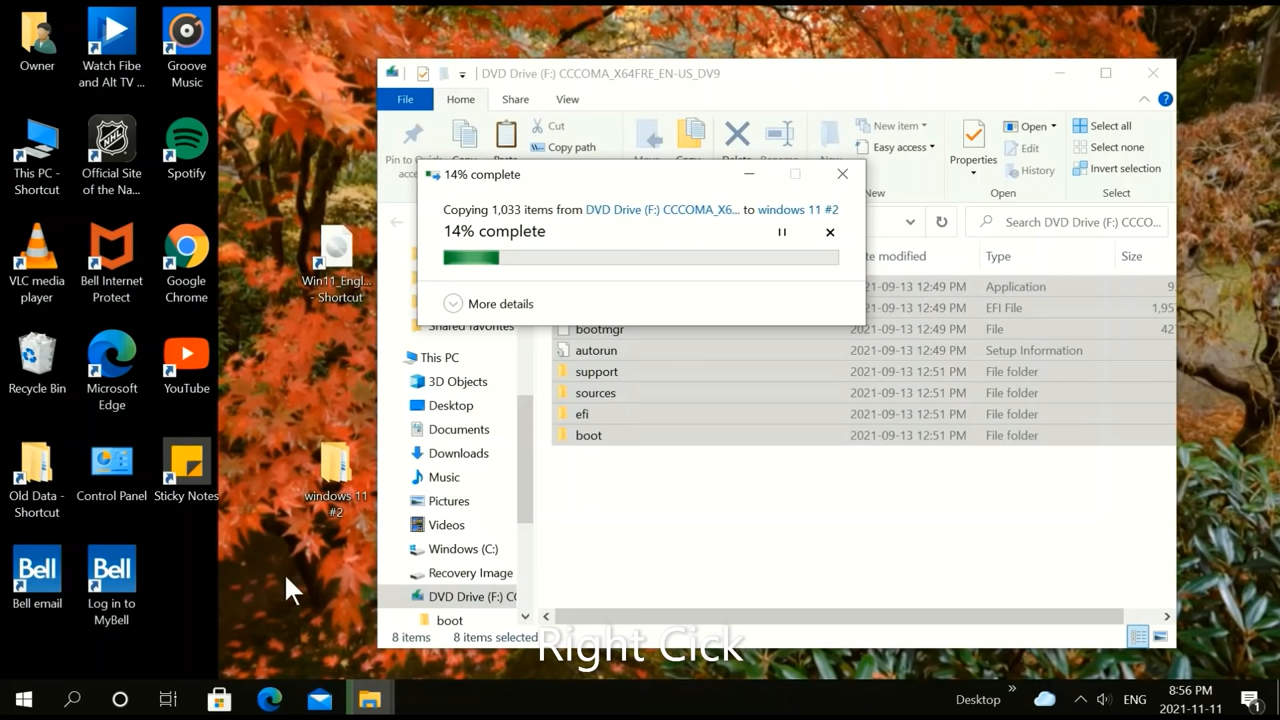 Owner
Watch Fibe
and Alt TV ...
Groove
Music
This PC -
Shortcut
NHL
Official Site
of the Na...
Spotify
VLC media
player
Bell Internet
Protect
Google
Chrome
Win11_Engl...
- Shortcut
Recycle Bin
Microsoft
Edge
YouTube
Old Data -
Shortcut
Control Panel
Sticky Notes
windows 11
#2
Bell
Bell email
Bell
Log in to
MyBell
DVD Drive (F:) CCCOMA_X64FRE_EN-US_DV9
File
Home
Share
View
Cut
Copy path
New item
Easy access
New
Properties
Open
Edit
History
Open
Select all
Select none
Invert selection
Select
14% complete
Copying 1,033 items from DVD Drive (F:) CCCOMA_X6... to windows 11 #2
14% complete
More details
Search DVD Drive (F:) CCCO...
Type
Size
2021-09-13 12:49 PM Application
2021-09-13 12:49 PM EFI File 1,95
bootmgr 2021-09-13 12:49 PM File 42
autorun 2021-09-13 12:49 PM Setup Information
support 2021-09-13 12:51 PM File folder
sources 2021-09-13 12:51 PM File folder
efi 2021-09-13 12:51 PM File folder
boot 2021-09-13 12:51 PM File folder
Shared favorites
This PC
3D Objects
Desktop
Documents
Downloads
Music
Pictures
Videos
Windows (C:)
Recovery Image
DVD Drive (F:) CC
boot
8 items 8 items selected
Right Cick
Desktop
ENG
8:56 PM
2021-11-11
1